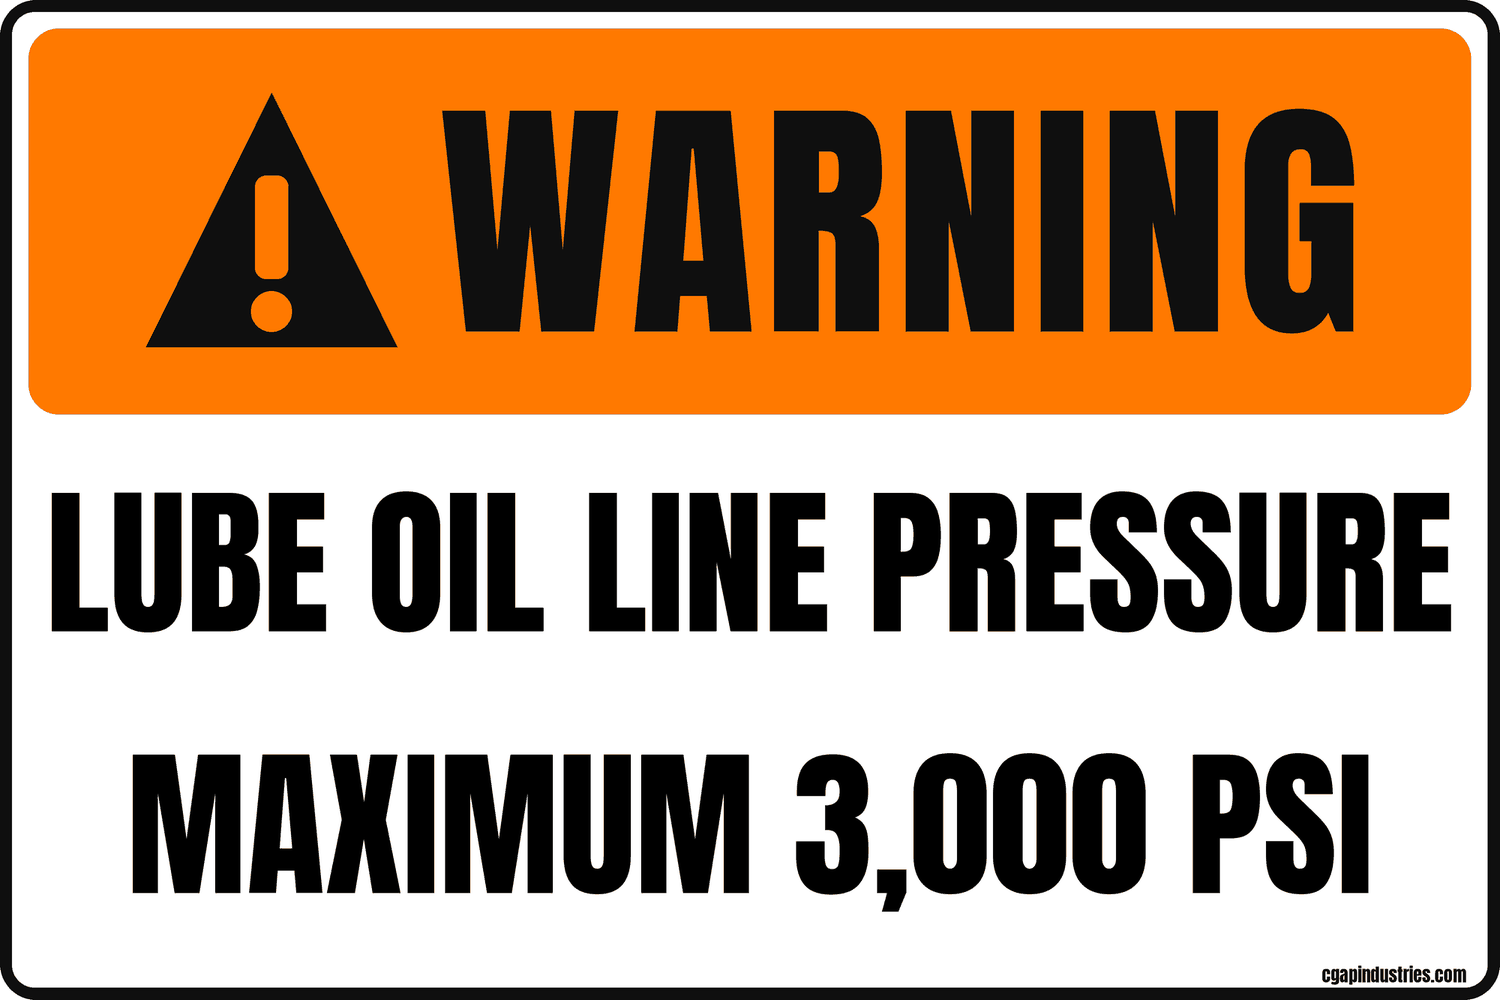 WARNING
LUBE OIL LINE PRESSURE
MAXIMUM 3,000 PSI
cgapindustries.com